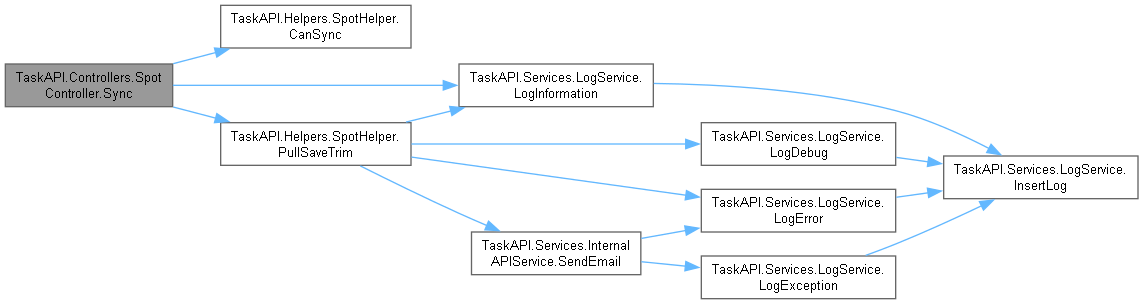 TaskAPI.Helpers.SpotHelper.
CanSync
TaskAPI.Controllers.Spot
Controller.Sync
TaskAPI.Services.LogService.
LogInformation
TaskAPI.Helpers.SpotHelper.
PullSaveTrim
TaskAPI.Services.LogService.
LogDebug
TaskAPI.Services.LogService.
InsertLog
TaskAPI.Services.LogService.
LogError
TaskAPI.Services.Internal
APIService.SendEmail
TaskAPI.Services.LogService.
LogException